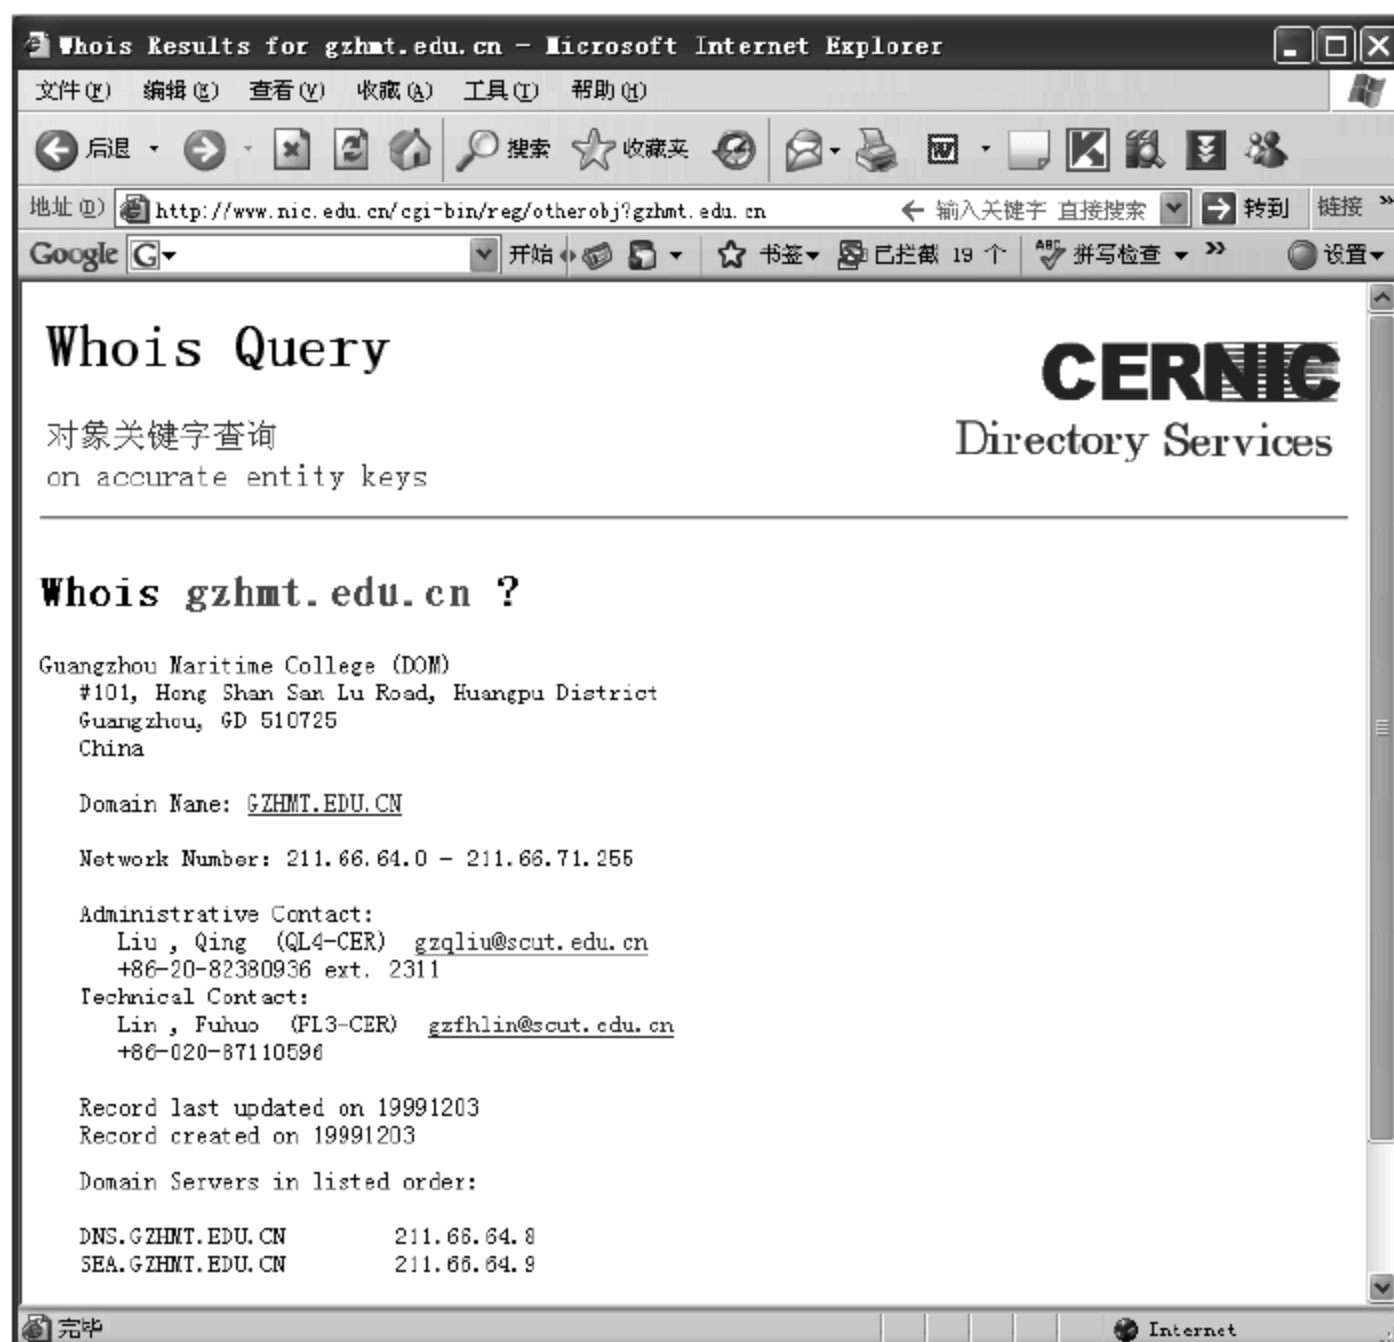 Whois Results for gzhmt.edu.cn - Microsoft Internet Explorer
文件(F) 编辑(E) 查看(V) 收藏(A) 工具(T) 帮助(H)
后退 搜索 收藏夹
地址(D) http://www.nic.edu.cn/cgi-bin/reg/otherobj?gzhmt.edu.cn ← 输入关键字 直接搜索 转到 链接 »
Google G 开始 书签 已拦截 19 个 ABC 拼写检查 » 设置
Whois Query
CERNIC
Directory Services
对象关键字查询
on accurate entity keys
Whois gzhmt.edu.cn ?
Guangzhou Maritime College (DOM)
#101, Hong Shan San Lu Road, Huangpu District
Guangzhou, GD 510725
China
Domain Name: GZHMT.EDU.CN
Network Number: 211.66.64.0 - 211.66.71.255
Administrative Contact:
Liu , Qing (QL4-CER) gzqliu@scut.edu.cn
+86-20-82380936 ext. 2311
Technical Contact:
Lin , Fuhuo (FL3-CER) gzfhlin@scut.edu.cn
+86-020-87110596
Record last updated on 19991203
Record created on 19991203
Domain Servers in listed order:
DNS.GZHMT.EDU.CN 211.66.64.8
SEA.GZHMT.EDU.CN 211.66.64.9
完毕 Internet